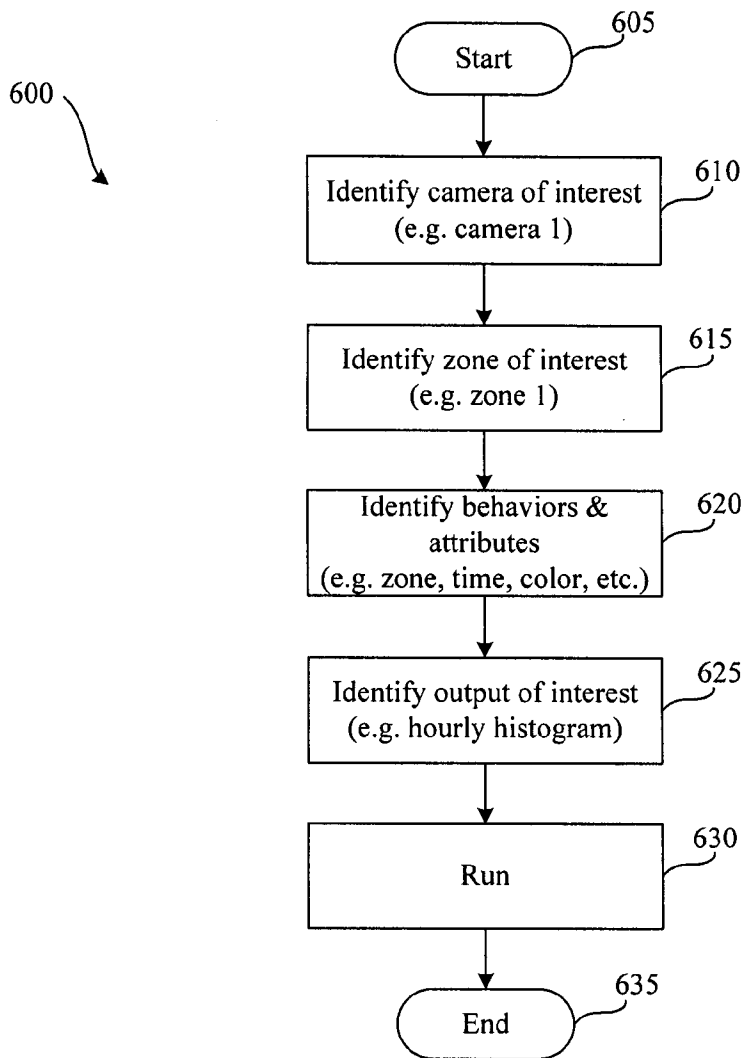 605
Start
600
610
Identify camera of interest
(e.g. camera 1)
615
Identify zone of interest
(e.g. zone 1)
620
Identify behaviors &
attributes
(e.g. zone, time, color, etc.)
625
Identify output of interest
(e.g. hourly histogram)
630
Run
635
End